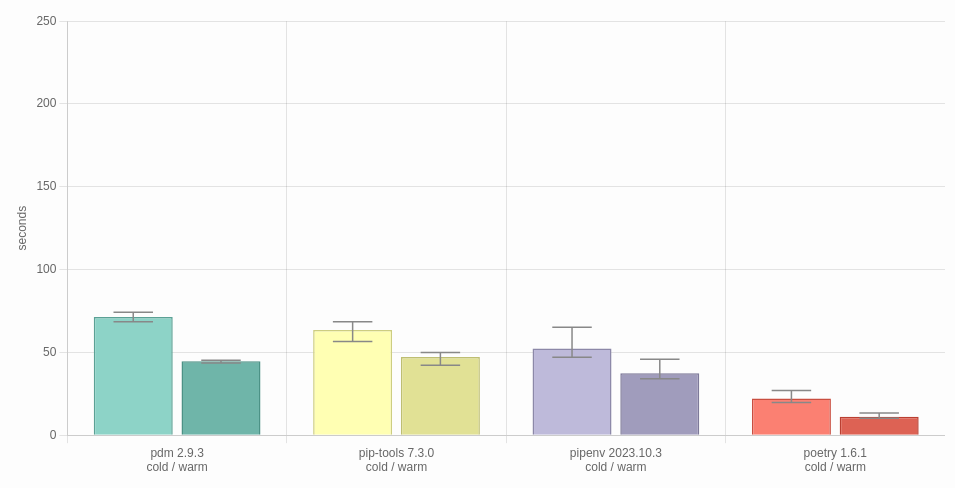 250
200
150
100
50
0
seconds
pdm 2.9.3
cold / warm
pip-tools 7.3.0
cold / warm
pipenv 2023.10.3
cold / warm
poetry 1.6.1
cold / warm